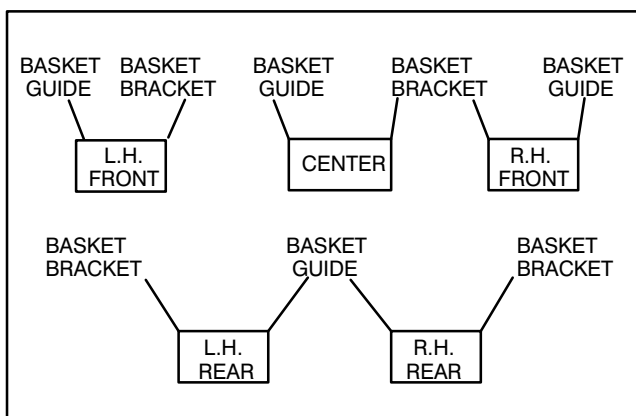 BASKET
GUIDE
BASKET
BRACKET
BASKET
GUIDE
BASKET
BRACKET
BASKET
GUIDE
L.H.
FRONT
CENTER
R.H.
FRONT
BASKET
BRACKET
BASKET
GUIDE
BASKET
BRACKET
L.H.
REAR
R.H.
REAR